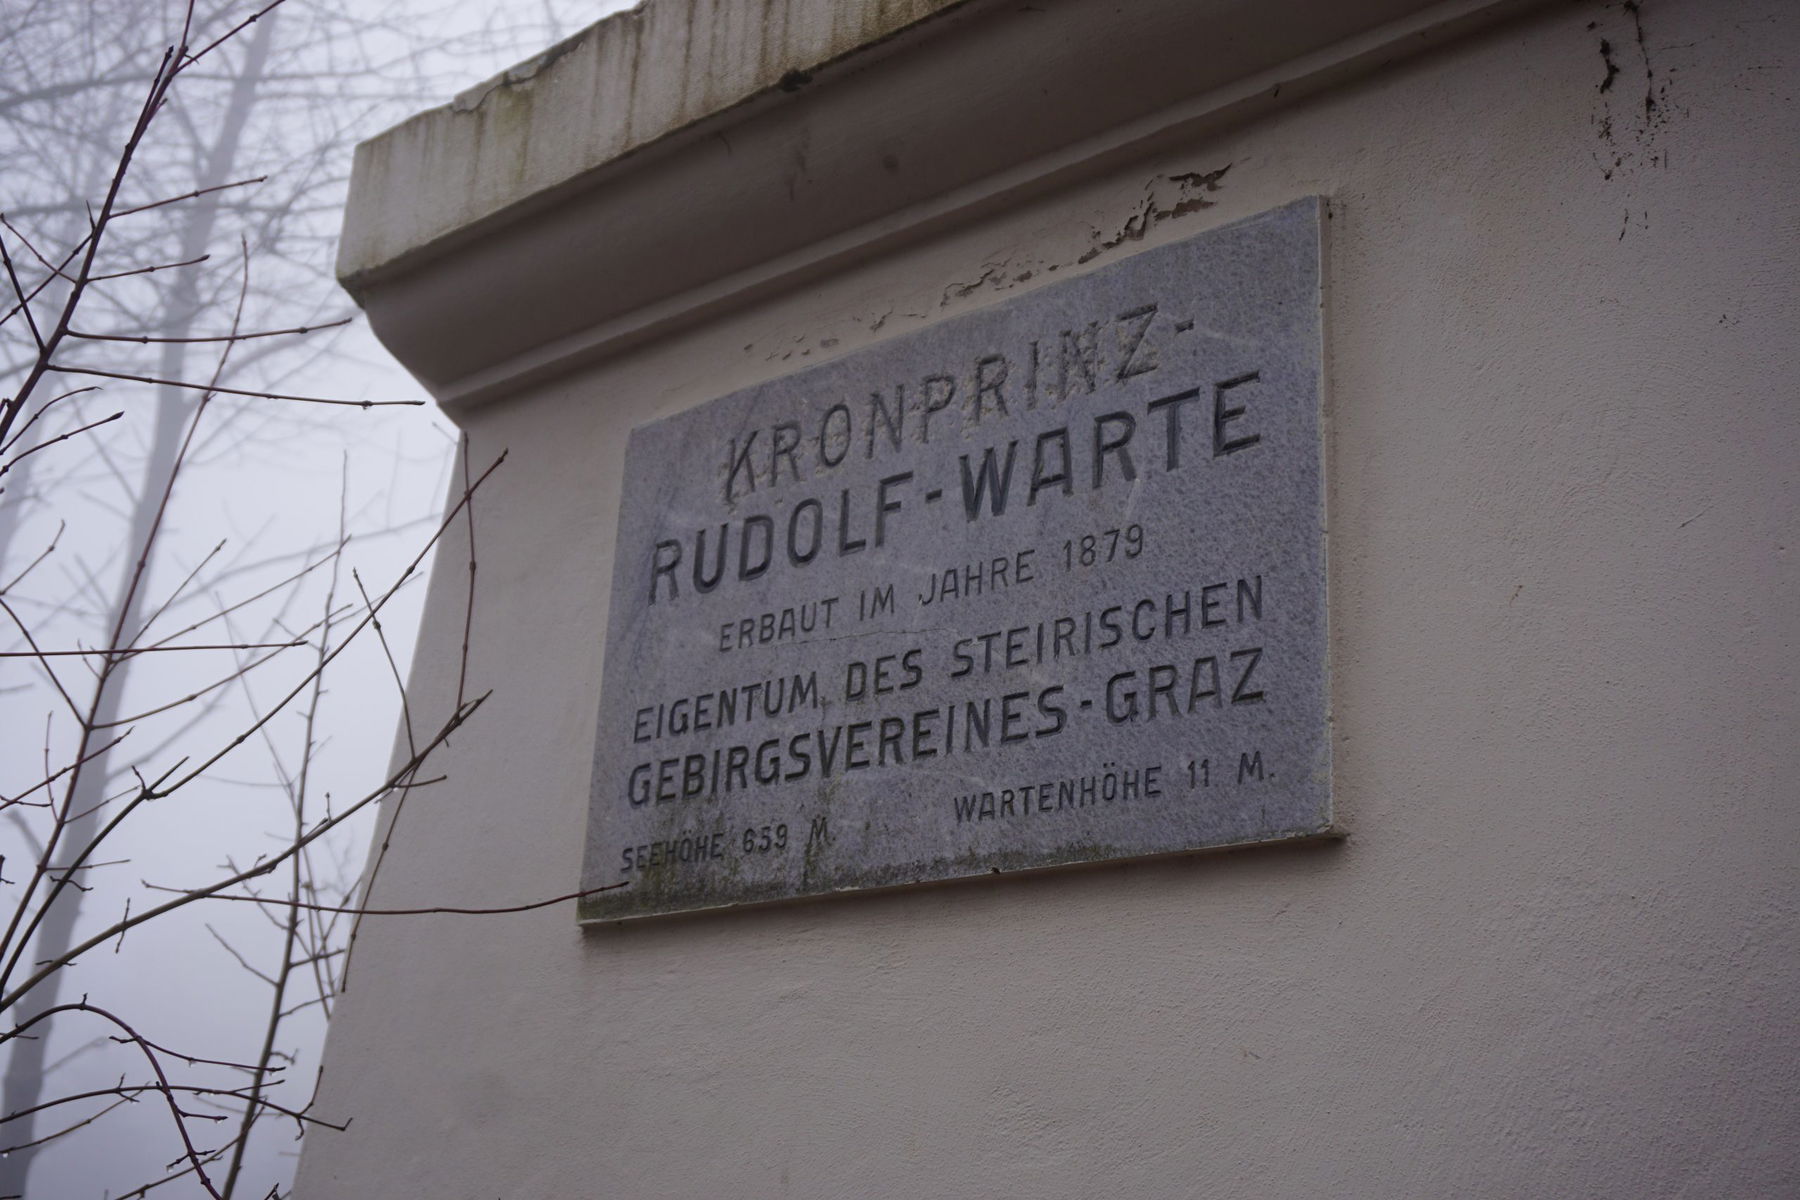 KRONPRINZ-
RUDOLF-WARTE
ERBAUT IM JAHRE 1879
EIGENTUM DES STEIRISCHEN
GEBIRGSVEREINES-GRAZ
SEEHÖHE 659 M. WARTENHÖHE 11 M.